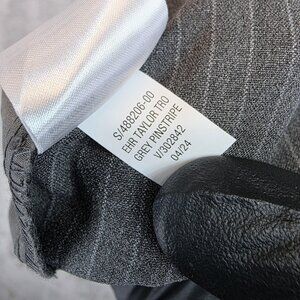 S/488206-00
EHR TAYLOR TRO
GREY PINSTRIPE
V/302842
04/24